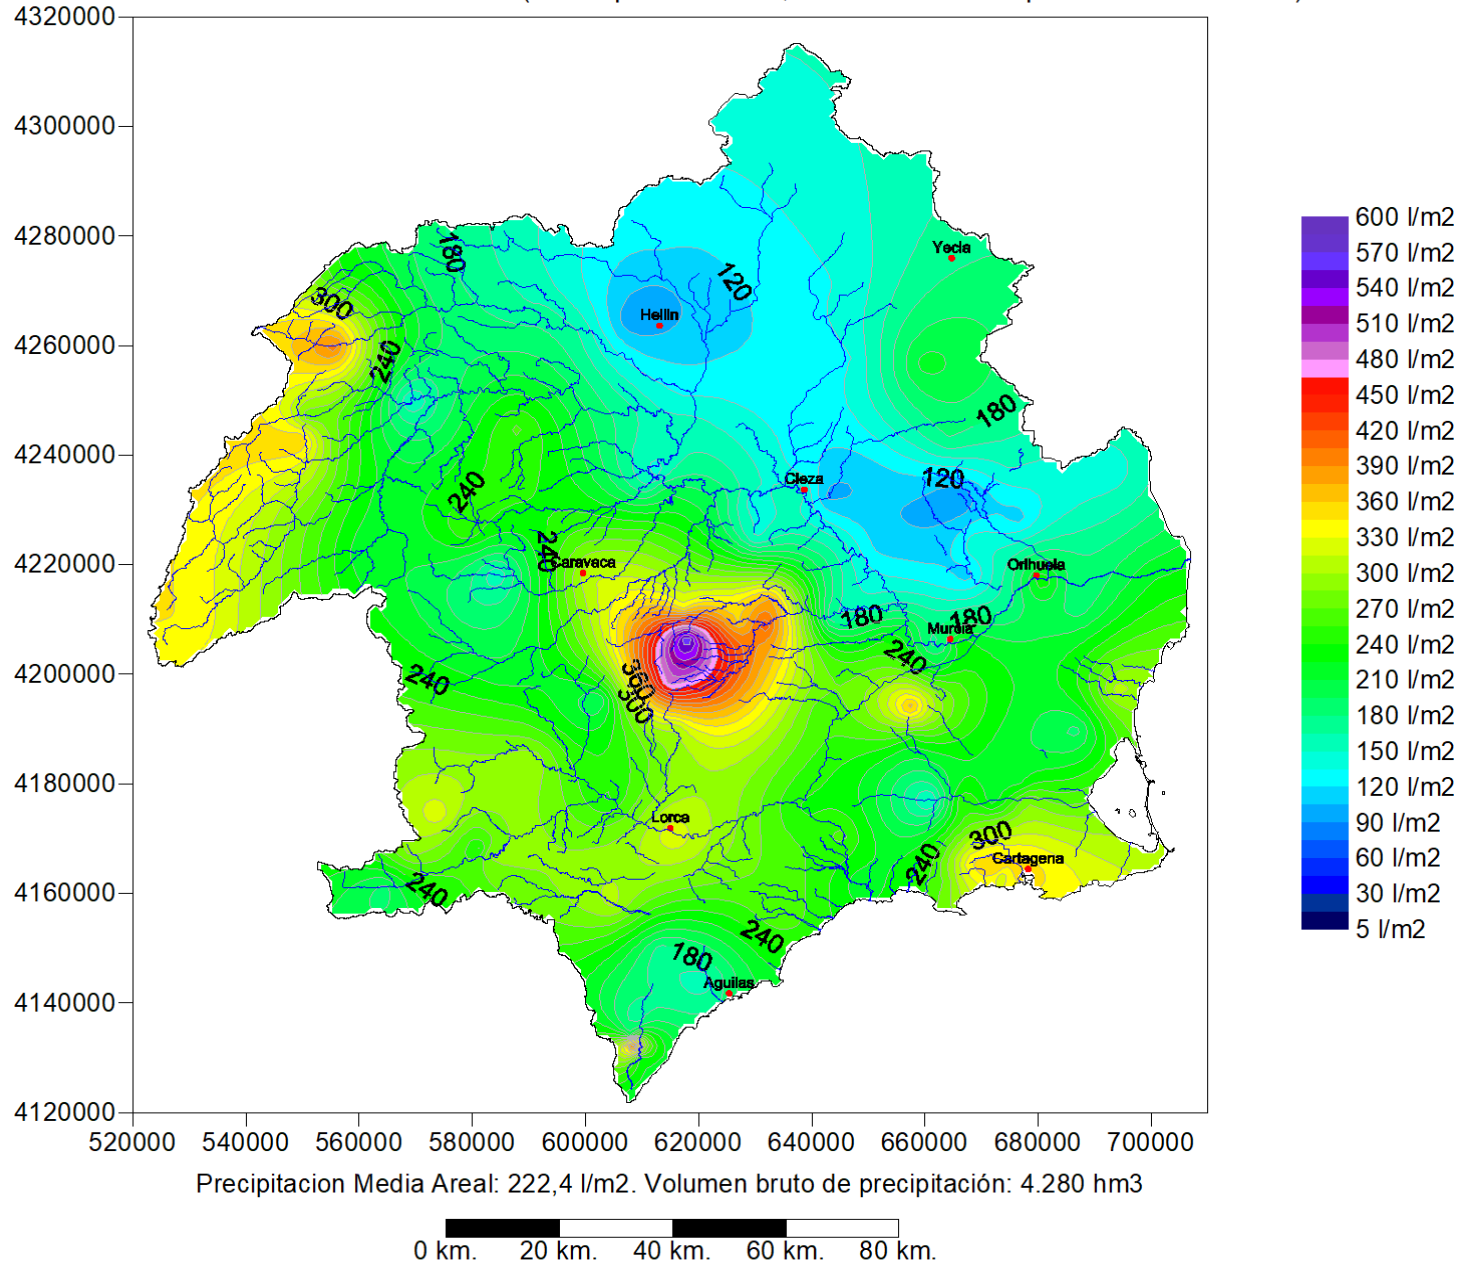 4320000
4300000
4280000
4260000
4240000
4220000
4200000
4180000
4160000
4140000
4120000
520000 540000 560000 580000 600000 620000 640000 660000 680000 700000
180
300
240
120
Yecla
Hellin
180
240
Cieza
120
240
Caravaca
Orihuela
180
180
Murcia
240
240
360
300
Lorca
300
Cartagena
240
240
240
180
Aguilas
600 l/m2
570 l/m2
540 l/m2
510 l/m2
480 l/m2
450 l/m2
420 l/m2
390 l/m2
360 l/m2
330 l/m2
300 l/m2
270 l/m2
240 l/m2
210 l/m2
180 l/m2
150 l/m2
120 l/m2
90 l/m2
60 l/m2
30 l/m2
5 l/m2
Precipitacion Media Areal: 222,4 l/m2. Volumen bruto de precipitación: 4.280 hm3
0 km. 20 km. 40 km. 60 km. 80 km.